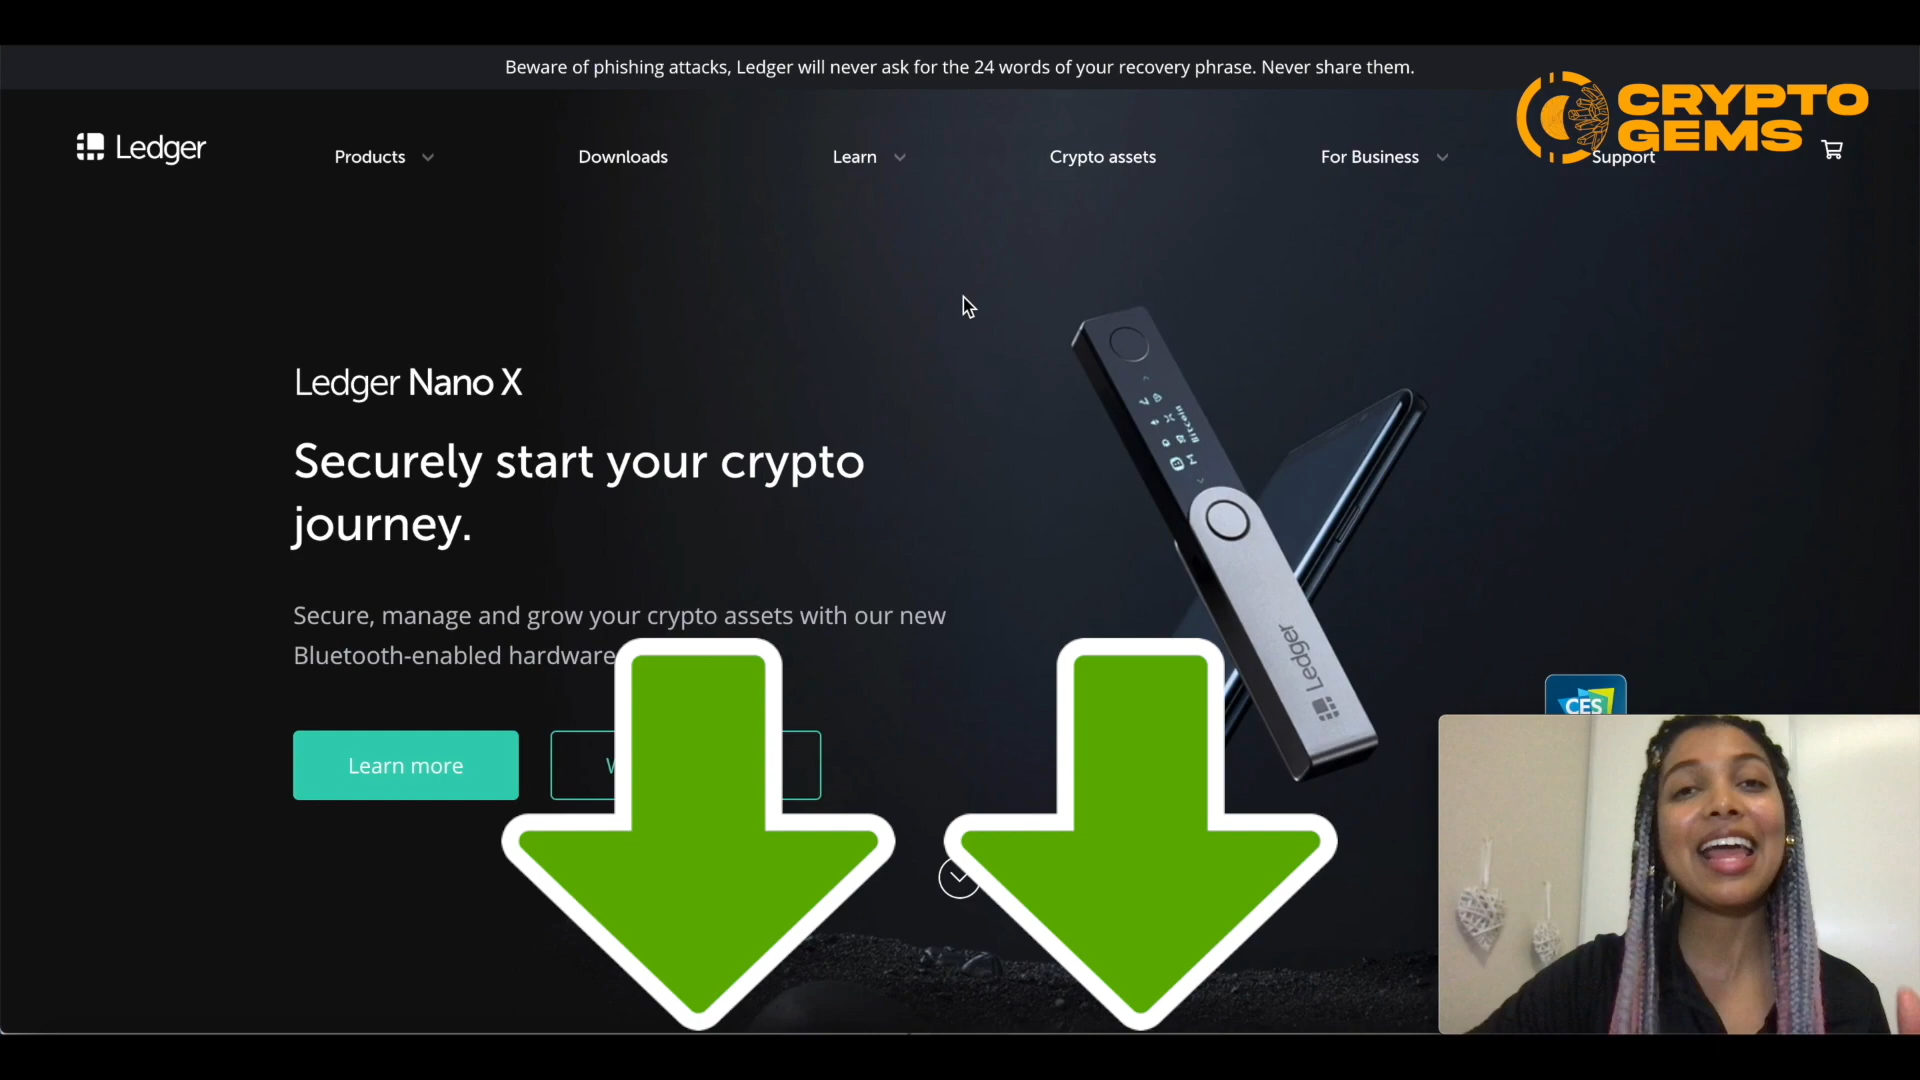 Beware of phishing attacks, Ledger will never ask for the 24 words of your recovery phrase. Never share them.
CRYPTO
GEMS
Ledger
Products
Downloads
Learn
Crypto assets
For Business
Support
Ledger Nano X
Securely start your crypto
journey.
Secure, manage and grow your crypto assets with our new
Bluetooth-enabled hardware
Learn more
Bitcoin
Ledger
CES